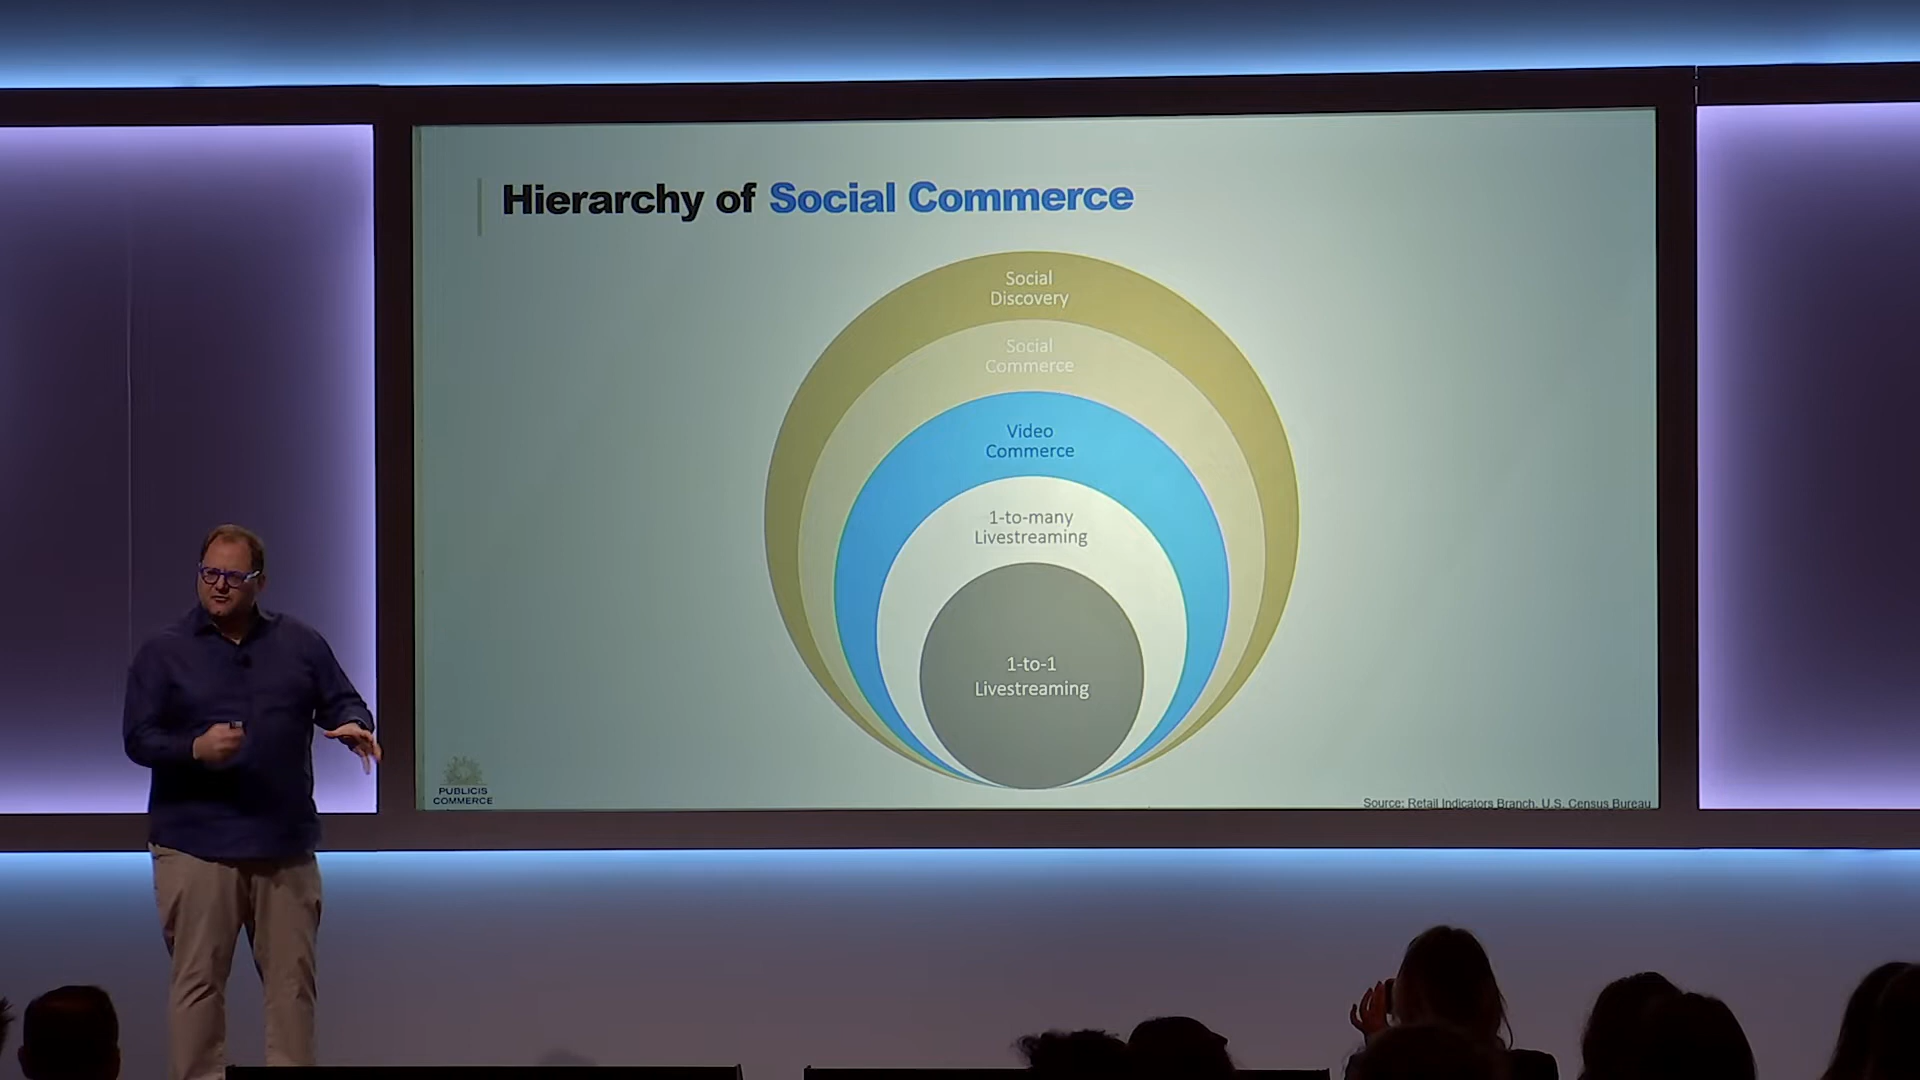 Hierarchy of Social Commerce
Social
Discovery
Social
Commerce
Video
Commerce
1-to-many
Livestreaming
1-to-1
Livestreaming
PUBLICIS
COMMERCE
Source: Retail Indicators Branch, U.S. Census Bureau